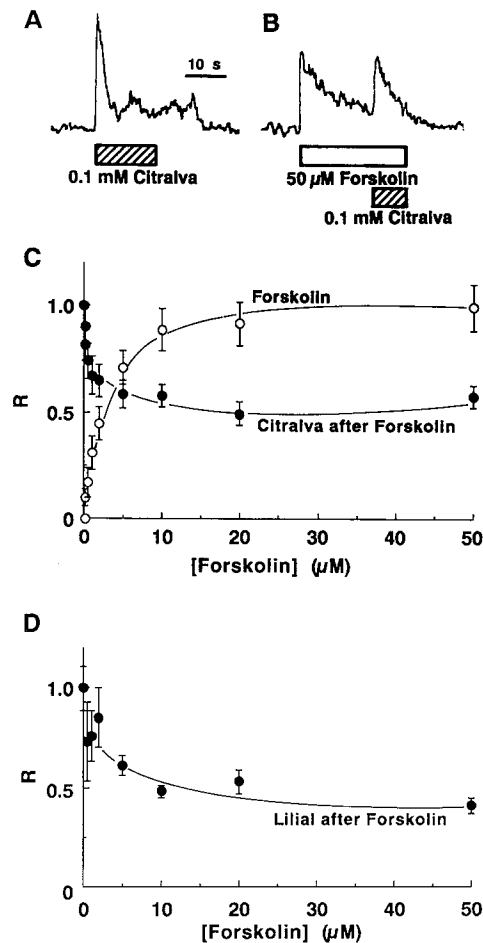 A
B
10 s
0.1 mM Citralva
50 µM Forskolin
0.1 mM Citralva
C
1.0
Forskolin
R
0.5
Citralva after Forskolin
0
0 10 20 30 40 50
[Forskolin] (µM)
D
1.0
R
0.5
Lilial after Forskolin
0
0 10 20 30 40 50
[Forskolin] (µM)